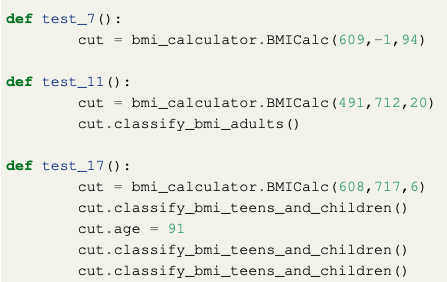 def test_7():
        cut = bmi_calculator.BMICalc(609,-1,94)

def test_11():
        cut = bmi_calculator.BMICalc(491,712,20)
        cut.classify_bmi_adults()

def test_17():
        cut = bmi_calculator.BMICalc(608,717,6)
        cut.classify_bmi_teens_and_children()
        cut.age = 91
        cut.classify_bmi_teens_and_children()
        cut.classify_bmi_teens_and_children()